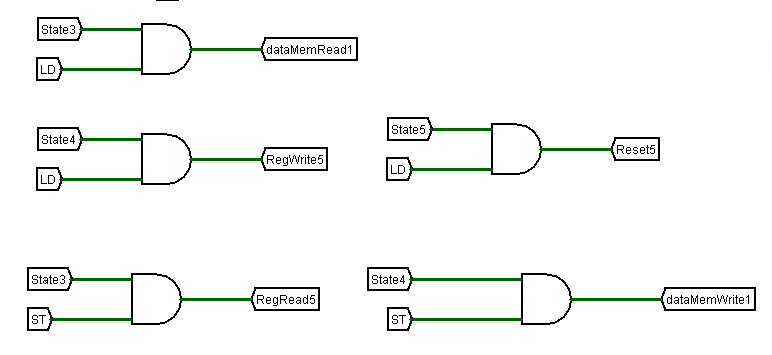 State3
dataMemRead1
LD
State4
RegWrite5
LD
State5
Reset5
LD
State3
RegRead5
ST
State4
dataMemWrite1
ST